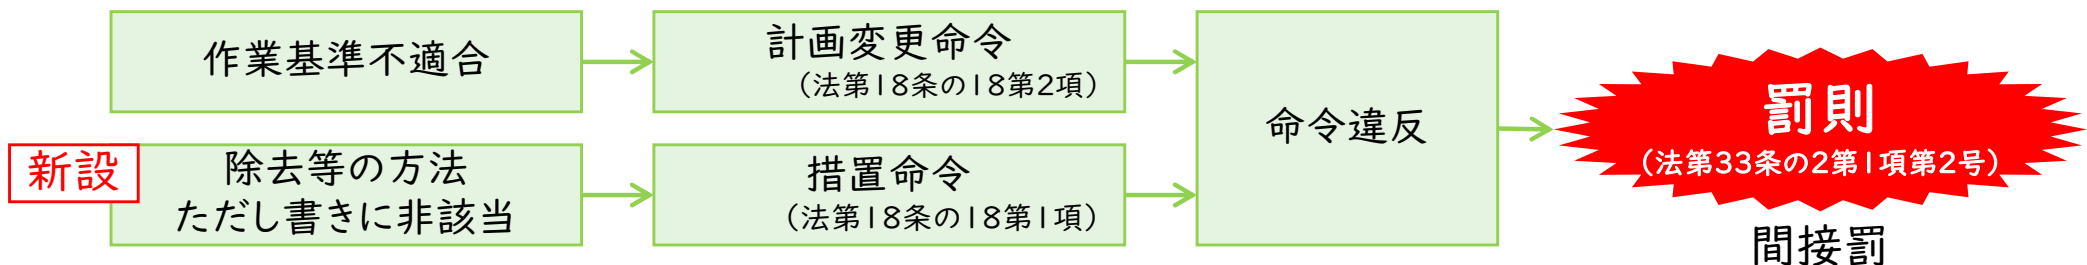 作業基準不適合
計画変更命令
(法第18条の18第2項)
命令違反
罰則
(法第33条の2第1項第2号)
間接罰
新設
除去等の方法
ただし書きに非該当
措置命令
(法第18条の18第1項)